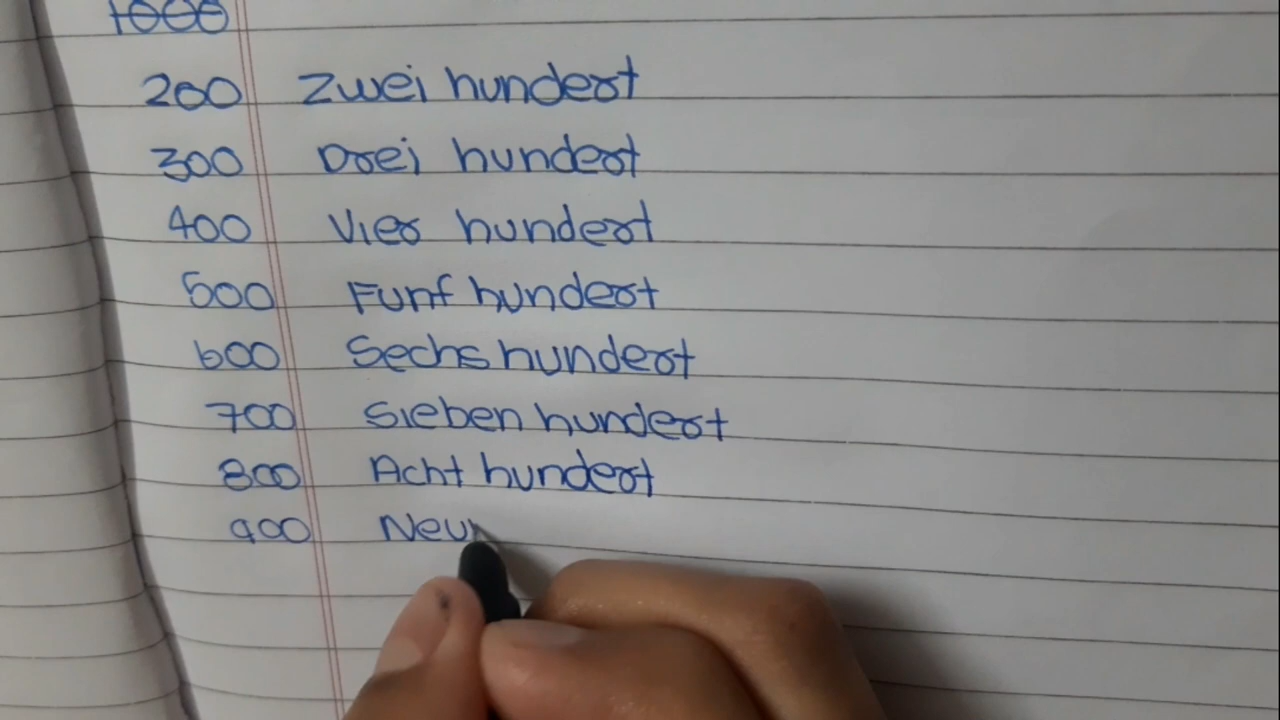 1000
200 Zwei hundert
300 Drei hundert
400 Vier hundert
500 Funf hundert
600 Sechs hundert
700 Sieben hundert
800 Acht hundert
900 Neu